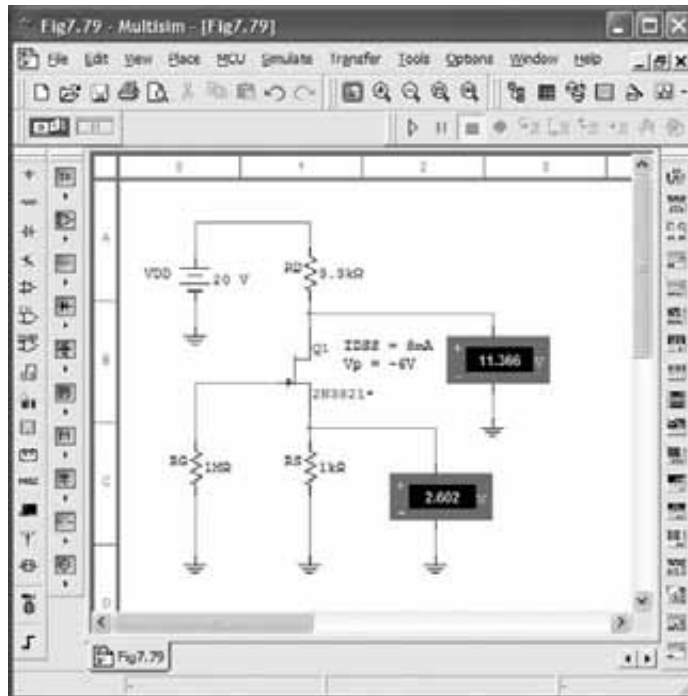 Fig7.79 - Multisim - [Fig7.79]
File Edit View Place MCU Simulate Transfer Tools Options Window Help
0 1 2 3
A
VDD
20 V
RD
3.3kΩ
B
Q1
IDSS = 8mA
Vp = -6V
+
11.366 V
-
2N3821*
RG
1MΩ
RS
1kΩ
C
+
2.602 V
-
D
MISC
Fig7.79